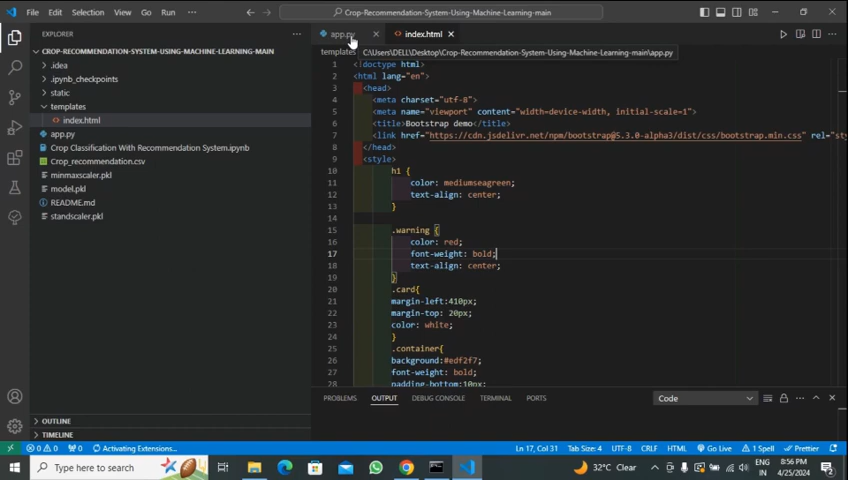 File Edit Selection View Go Run ··· Crop-Recommendation-System-Using-Machine-Learning-main
EXPLORER
app.py index.html
CROP-RECOMMENDATION-SYSTEM-USING-MACHINE-LEARNING-MAIN
templates C:\Users\DELL\Desktop\Crop-Recommendation-System-Using-Machine-Learning-main\app.py
.idea
.ipynb_checkpoints
static
templates
index.html
app.py
Crop Classification With Recommendation System.ipynb
Crop_recommendation.csv
minmaxscaler.pkl
model.pkl
README.md
standscaler.pkl
1 <!doctype html>
2 <html lang="en">
3 <head>
4 <meta charset="utf-8">
5 <meta name="viewport" content="width=device-width, initial-scale=1">
6 <title>Bootstrap demo</title>
7 <link href="https://cdn.jsdelivr.net/npm/bootstrap@5.3.0-alpha3/dist/css/bootstrap.min.css" rel="sty
8 </head>
9 <style>
10 h1 {
11 color: mediumseagreen;
12 text-align: center;
13 }
14
15 .warning {
16 color: red;
17 font-weight: bold;
18 text-align: center;
19 }
20 .card{
21 margin-left:410px;
22 margin-top: 20px;
23 color: white;
24 }
25 .container{
26 background:#edf2f7;
27 font-weight: bold;
28 padding-bottom:10px;
PROBLEMS OUTPUT DEBUG CONSOLE TERMINAL PORTS Code
OUTLINE
TIMELINE
0 0 0 Activating Extensions... Ln 17, Col 31 Tab Size: 4 UTF-8 CRLF HTML Go Live 1 Spell Prettier
Type here to search 32°C Clear ENG IN 8:56 PM 4/25/2024